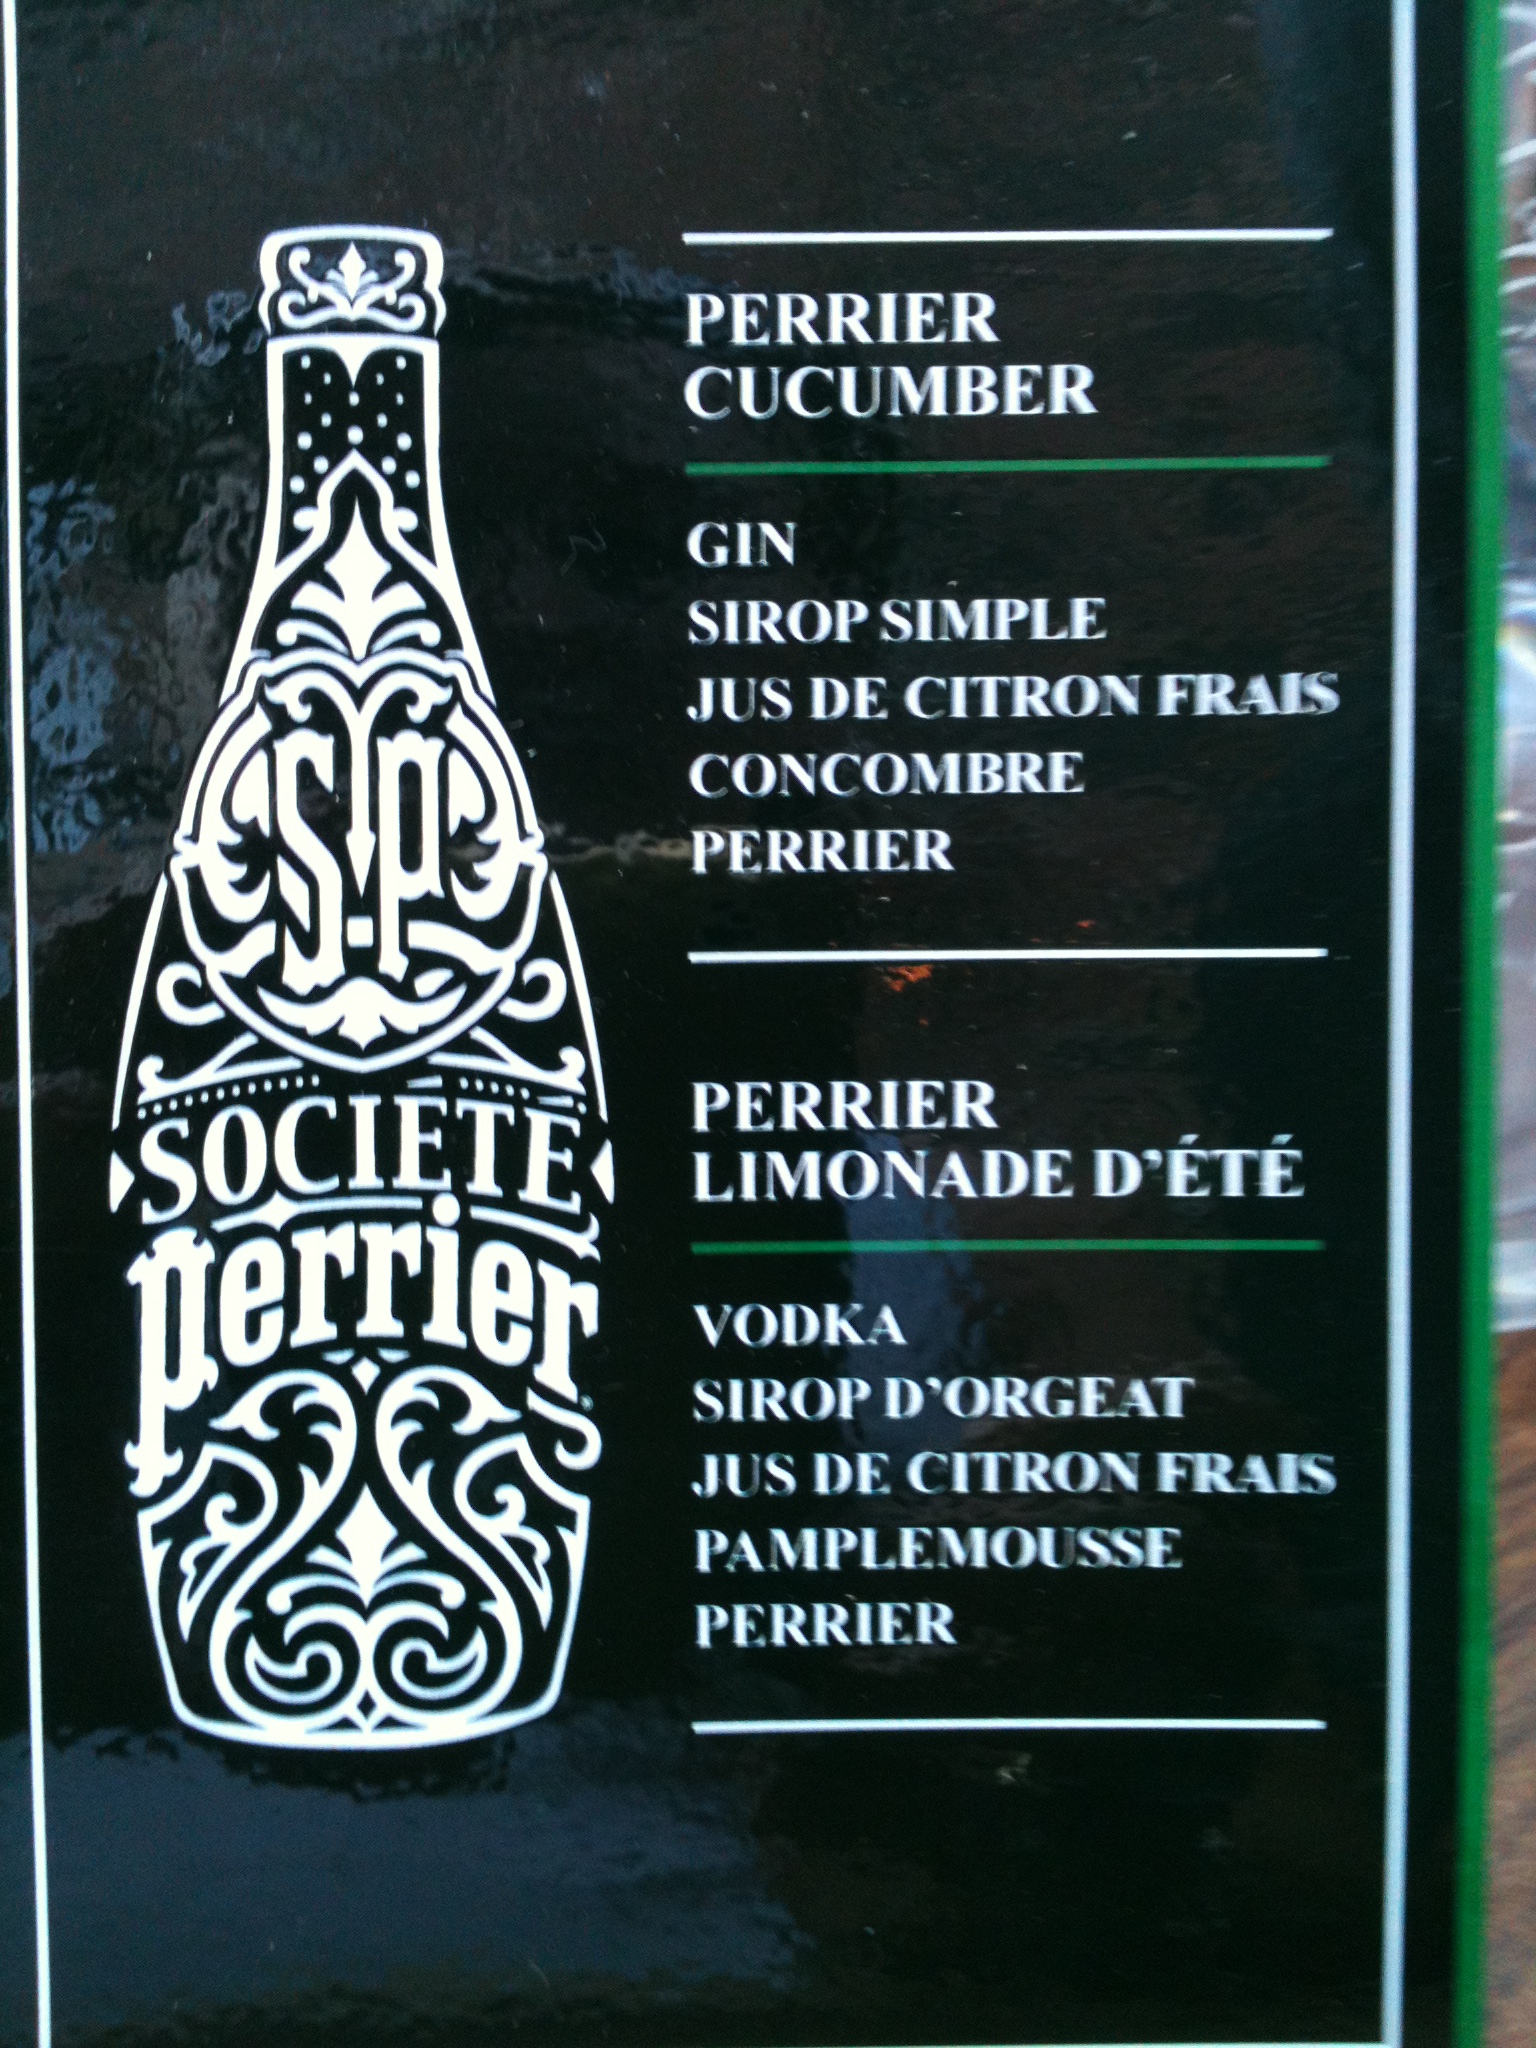 S.P
SOCIÉTÉ
perrier
PERRIER
CUCUMBER
GIN
SIROP SIMPLE
JUS DE CITRON FRAIS
CONCOMBRE
PERRIER
PERRIER
LIMONADE D'ÉTÉ
VODKA
SIROP D'ORGEAT
JUS DE CITRON FRAIS
PAMPLEMOUSSE
PERRIER